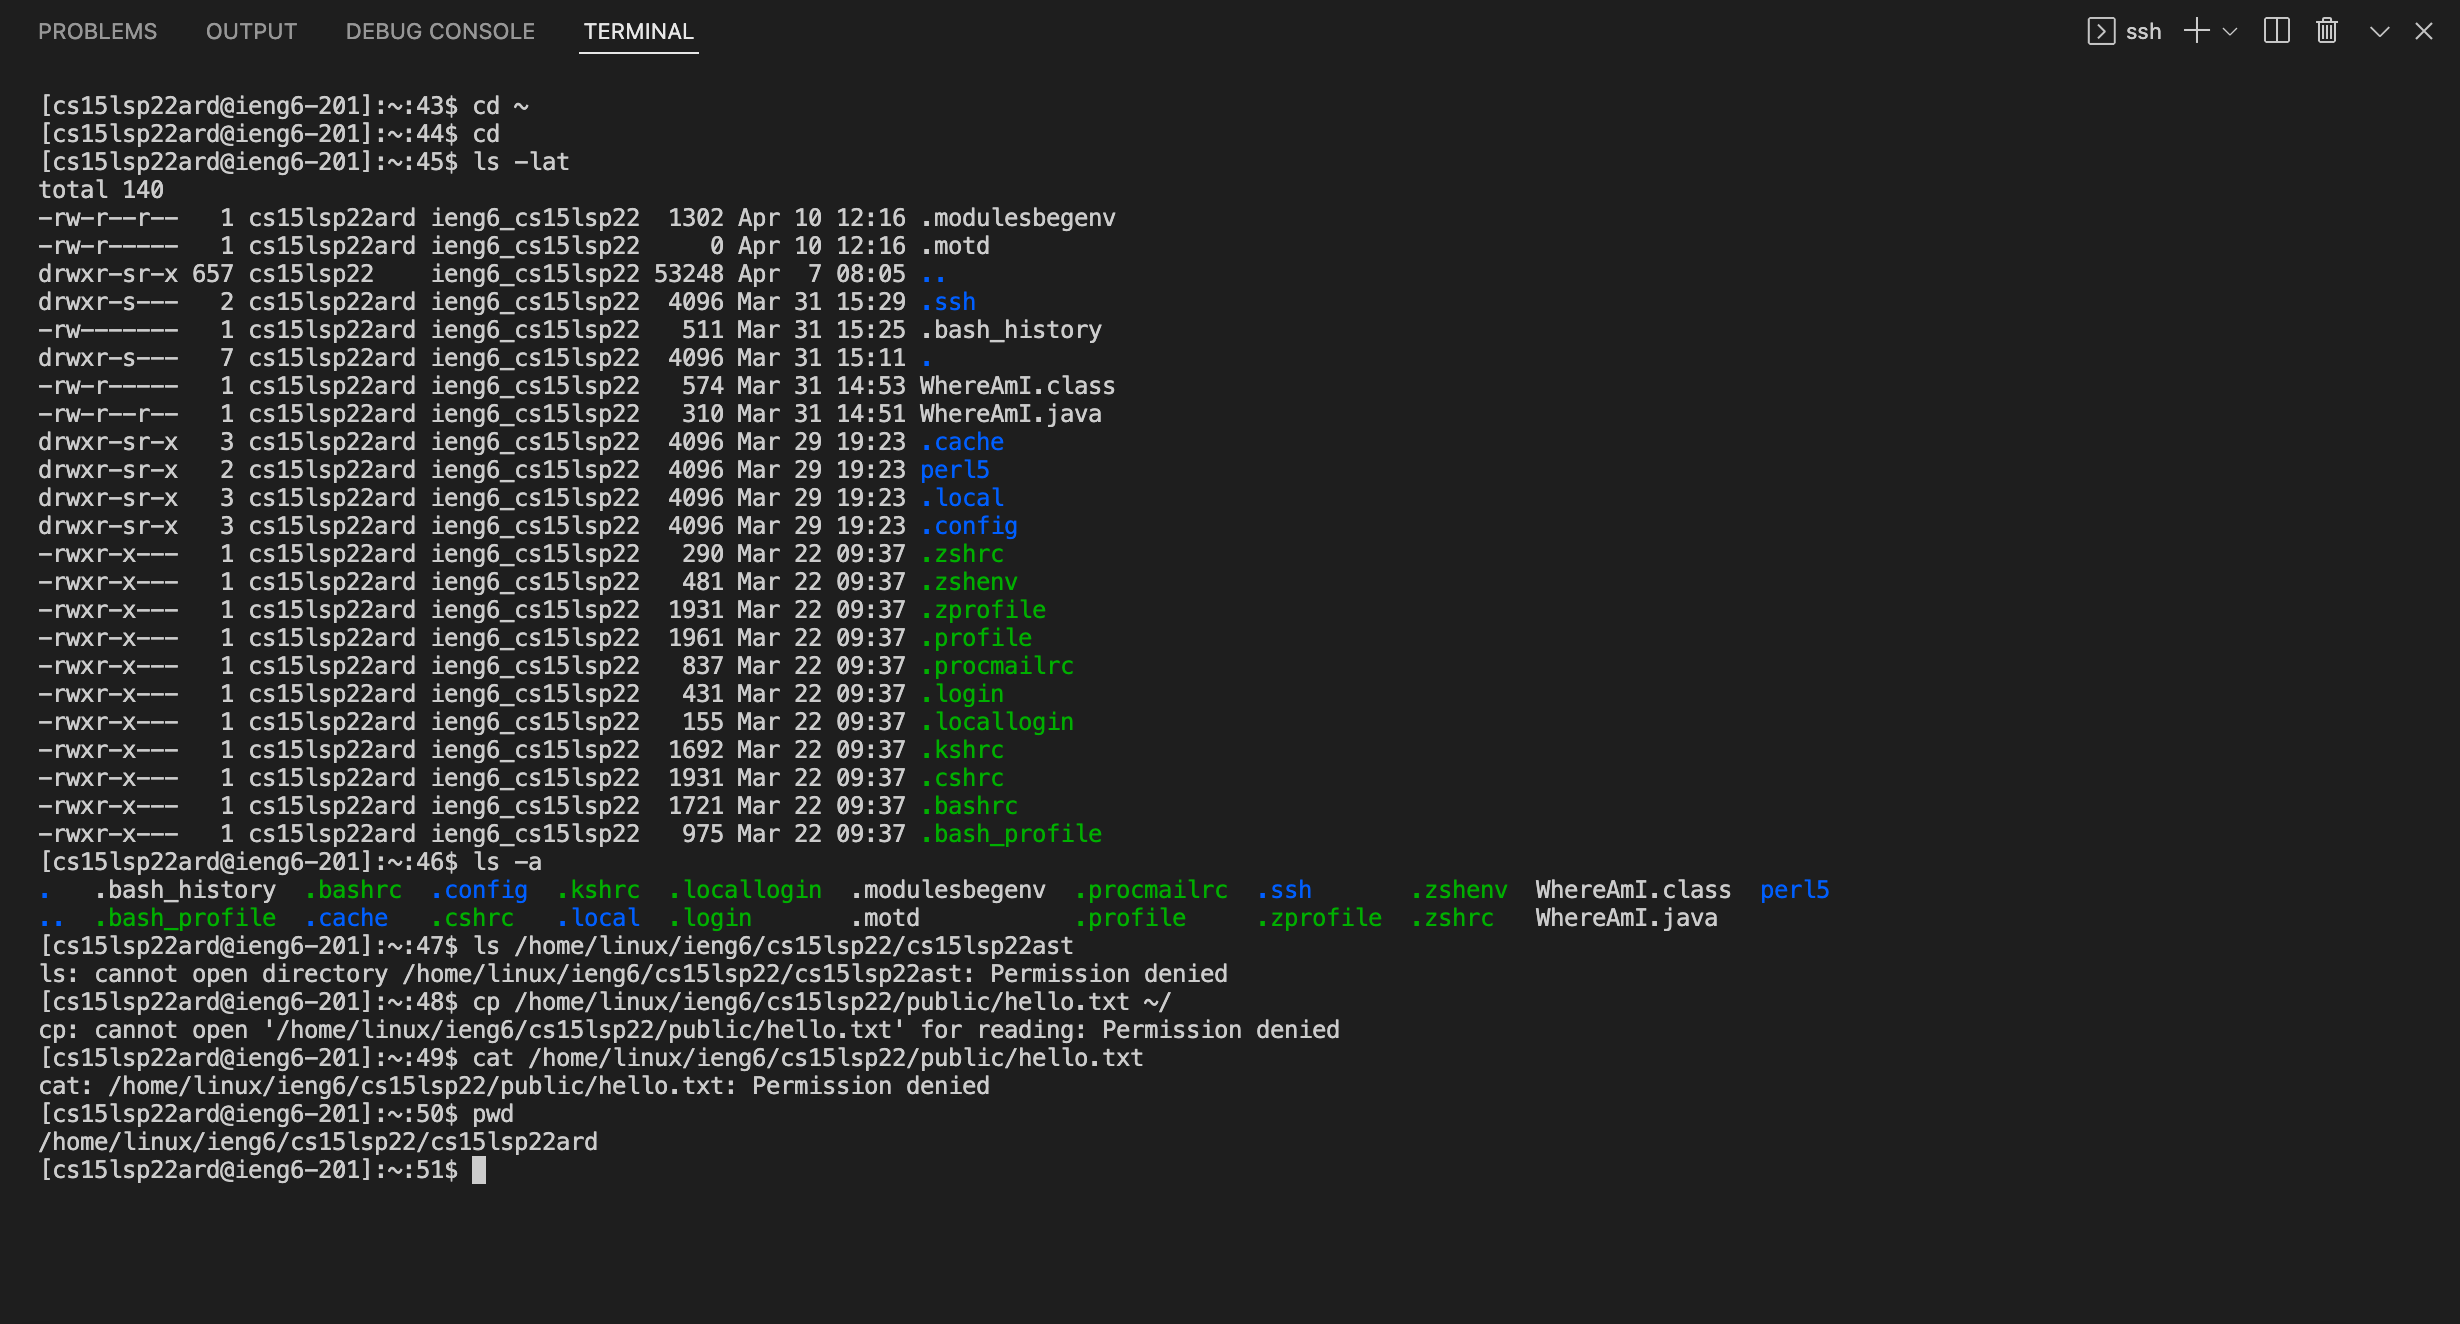 PROBLEMS OUTPUT DEBUG CONSOLE TERMINAL ssh
[cs15lsp22ard@ieng6-201]:~:43$ cd ~
[cs15lsp22ard@ieng6-201]:~:44$ cd
[cs15lsp22ard@ieng6-201]:~:45$ ls -lat
total 140
-rw-r--r--   1 cs15lsp22ard ieng6_cs15lsp22  1302 Apr 10 12:16 .modulesbegenv
-rw-r-----   1 cs15lsp22ard ieng6_cs15lsp22     0 Apr 10 12:16 .motd
drwxr-sr-x 657 cs15lsp22    ieng6_cs15lsp22 53248 Apr  7 08:05 ..
drwxr-s---   2 cs15lsp22ard ieng6_cs15lsp22  4096 Mar 31 15:29 .ssh
-rw-------   1 cs15lsp22ard ieng6_cs15lsp22   511 Mar 31 15:25 .bash_history
drwxr-s---   7 cs15lsp22ard ieng6_cs15lsp22  4096 Mar 31 15:11 .
-rw-r-----   1 cs15lsp22ard ieng6_cs15lsp22   574 Mar 31 14:53 WhereAmI.class
-rw-r--r--   1 cs15lsp22ard ieng6_cs15lsp22   310 Mar 31 14:51 WhereAmI.java
drwxr-sr-x   3 cs15lsp22ard ieng6_cs15lsp22  4096 Mar 29 19:23 .cache
drwxr-sr-x   2 cs15lsp22ard ieng6_cs15lsp22  4096 Mar 29 19:23 perl5
drwxr-sr-x   3 cs15lsp22ard ieng6_cs15lsp22  4096 Mar 29 19:23 .local
drwxr-sr-x   3 cs15lsp22ard ieng6_cs15lsp22  4096 Mar 29 19:23 .config
-rwxr-x---   1 cs15lsp22ard ieng6_cs15lsp22   290 Mar 22 09:37 .zshrc
-rwxr-x---   1 cs15lsp22ard ieng6_cs15lsp22   481 Mar 22 09:37 .zshenv
-rwxr-x---   1 cs15lsp22ard ieng6_cs15lsp22  1931 Mar 22 09:37 .zprofile
-rwxr-x---   1 cs15lsp22ard ieng6_cs15lsp22  1961 Mar 22 09:37 .profile
-rwxr-x---   1 cs15lsp22ard ieng6_cs15lsp22   837 Mar 22 09:37 .procmailrc
-rwxr-x---   1 cs15lsp22ard ieng6_cs15lsp22   431 Mar 22 09:37 .login
-rwxr-x---   1 cs15lsp22ard ieng6_cs15lsp22   155 Mar 22 09:37 .locallogin
-rwxr-x---   1 cs15lsp22ard ieng6_cs15lsp22  1692 Mar 22 09:37 .kshrc
-rwxr-x---   1 cs15lsp22ard ieng6_cs15lsp22  1931 Mar 22 09:37 .cshrc
-rwxr-x---   1 cs15lsp22ard ieng6_cs15lsp22  1721 Mar 22 09:37 .bashrc
-rwxr-x---   1 cs15lsp22ard ieng6_cs15lsp22   975 Mar 22 09:37 .bash_profile
[cs15lsp22ard@ieng6-201]:~:46$ ls -a
.   .bash_history  .bashrc  .config  .kshrc  .locallogin  .modulesbegenv  .procmailrc  .ssh       .zshenv  WhereAmI.class  perl5
..  .bash_profile  .cache   .cshrc   .local  .login       .motd           .profile     .zprofile  .zshrc   WhereAmI.java
[cs15lsp22ard@ieng6-201]:~:47$ ls /home/linux/ieng6/cs15lsp22/cs15lsp22ast
ls: cannot open directory /home/linux/ieng6/cs15lsp22/cs15lsp22ast: Permission denied
[cs15lsp22ard@ieng6-201]:~:48$ cp /home/linux/ieng6/cs15lsp22/public/hello.txt ~/
cp: cannot open '/home/linux/ieng6/cs15lsp22/public/hello.txt' for reading: Permission denied
[cs15lsp22ard@ieng6-201]:~:49$ cat /home/linux/ieng6/cs15lsp22/public/hello.txt
cat: /home/linux/ieng6/cs15lsp22/public/hello.txt: Permission denied
[cs15lsp22ard@ieng6-201]:~:50$ pwd
/home/linux/ieng6/cs15lsp22/cs15lsp22ard
[cs15lsp22ard@ieng6-201]:~:51$